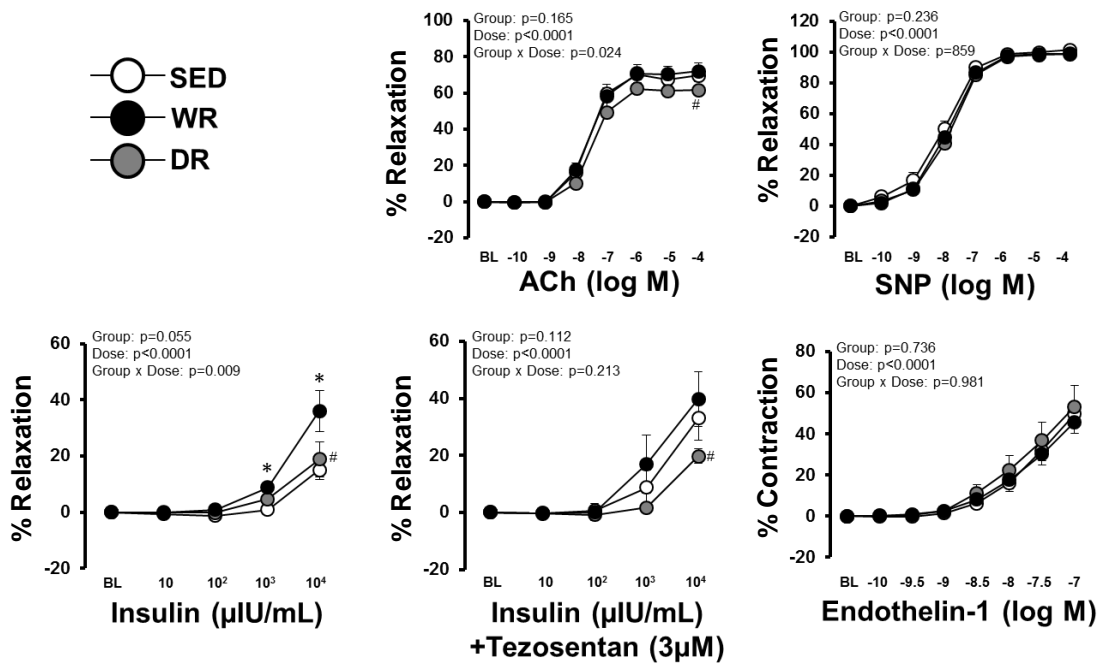 SED
WR
DR
Group: p=0.165
Dose: p<0.0001
Group x Dose: p=0.024
% Relaxation
100
80
60
40
20
0
-20
#
BL -10 -9 -8 -7 -6 -5 -4
ACh (log M)
Group: p=0.236
Dose: p<0.0001
Group x Dose: p=859
% Relaxation
120
100
80
60
40
20
0
-20
BL -10 -9 -8 -7 -6 -5 -4
SNP (log M)
Group: p=0.055
Dose: p<0.0001
Group x Dose: p=0.009
% Relaxation
60
40
20
0
-20
*
*
#
BL 10 10² 10³ 10⁴
Insulin (µIU/mL)
Group: p=0.112
Dose: p<0.0001
Group x Dose: p=0.213
% Relaxation
60
40
20
0
-20
#
BL 10 10² 10³ 10⁴
Insulin (µIU/mL)
+Tezosentan (3µM)
Group: p=0.736
Dose: p<0.0001
Group x Dose: p=0.981
% Contraction
80
60
40
20
0
-20
BL -10 -9.5 -9 -8.5 -8 -7.5 -7
Endothelin-1 (log M)